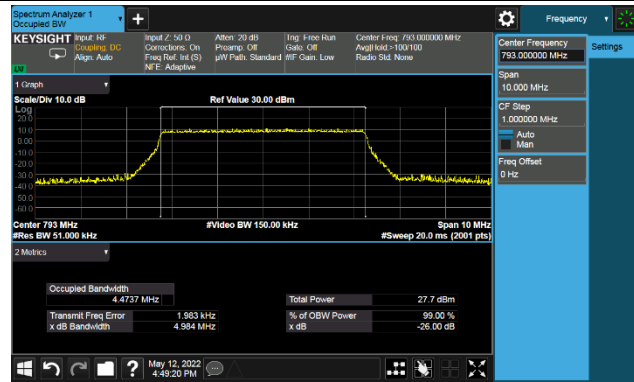 Spectrum Analyzer 1
Occupied BW
Frequency
KEYSIGHT
Input: RF
Coupling: DC
Align: Auto
Input Z: 50 Ω
Corrections: On
Freq Ref: Int (S)
NFE: Adaptive
Atten: 20 dB
Preamp: Off
µW Path: Standard
Trig: Free Run
Gate: Off
#IF Gain: Low
Center Freq: 793.000000 MHz
Avg|Hold:>100/100
Radio Std: None
LXI
Center Frequency
793.000000 MHz
Settings
Span
10.000 MHz
CF Step
1.000000 MHz
Auto
Man
Freq Offset
0 Hz
1 Graph
Scale/Div 10.0 dB
Ref Value 30.00 dBm
Log
20.0
10.0
0.00
-10.0
-20.0
-30.0
-40.0
-50.0
-60.0
Center 793 MHz
#Video BW 150.00 kHz
Span 10 MHz
#Res BW 51.000 kHz
#Sweep 20.0 ms (2001 pts)
2 Metrics
Occupied Bandwidth
4.4737 MHz
Total Power
27.7 dBm
Transmit Freq Error
1.983 kHz
% of OBW Power
99.00 %
x dB Bandwidth
4.984 MHz
x dB
-26.00 dB
May 12, 2022
4:49:20 PM